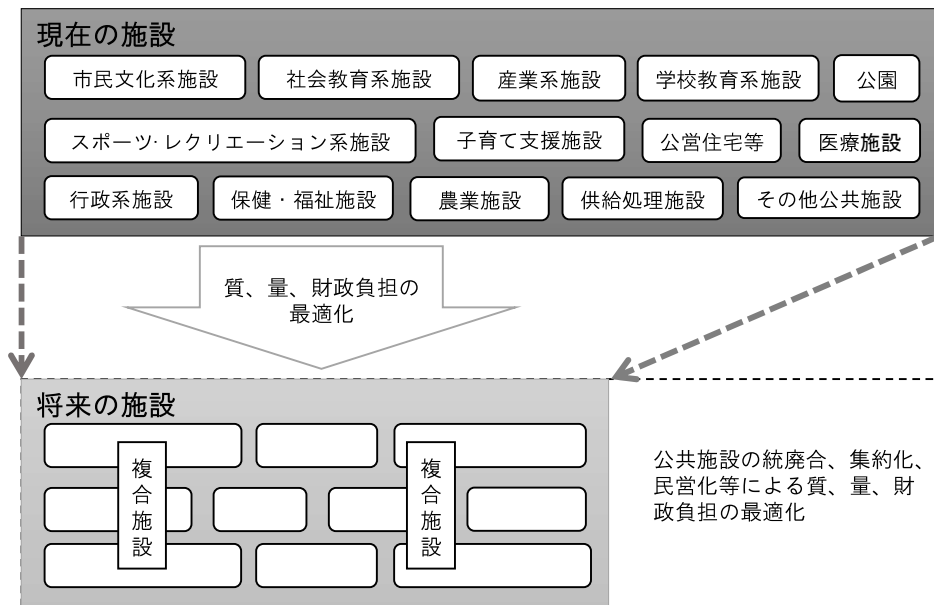 現在の施設
市民文化系施設
社会教育系施設
産業系施設
学校教育系施設
公園
スポーツ・レクリエーション系施設
子育て支援施設
公営住宅等
医療施設
行政系施設
保健・福祉施設
農業施設
供給処理施設
その他公共施設
質、量、財政負担の
最適化
将来の施設
複合施設
複合施設
公共施設の統廃合、集約化、
民営化等による質、量、財
政負担の最適化